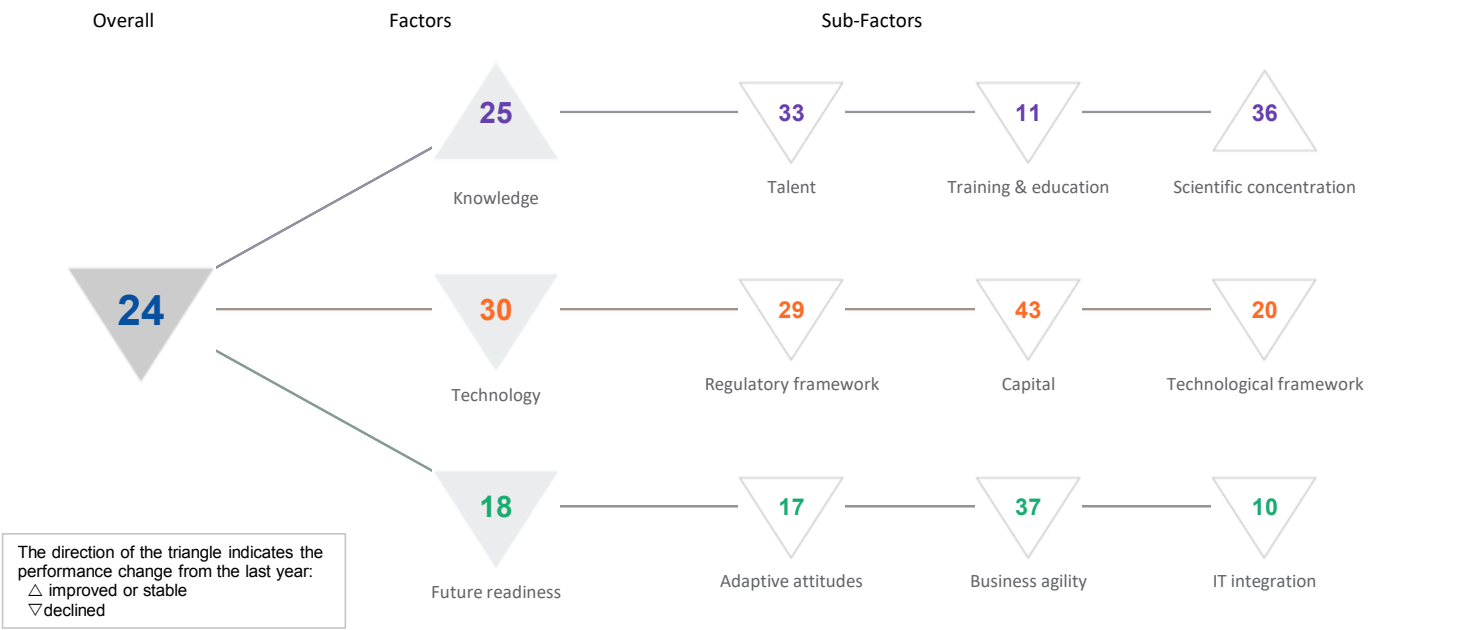 Overall
Factors
Sub-Factors
25
33
11
36
Knowledge
Talent
Training & education
Scientific concentration
24
30
29
43
20
Technology
Regulatory framework
Capital
Technological framework
18
17
37
10
Future readiness
Adaptive attitudes
Business agility
IT integration
The direction of the triangle indicates the
performance change from the last year:
△ improved or stable
▽declined